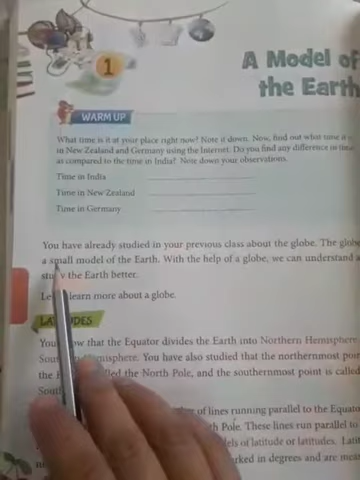 1
A Model of
the Earth
WARM UP
What time is it at your place right now? Note it down. Now, find out what time it
in New Zealand and Germany using the Internet. Do you find any difference in time
as compared to the time in India? Note down your observations.
Time in India
Time in New Zealand
Time in Germany
You have already studied in your previous class about the globe. The globe
a small model of the Earth. With the help of a globe, we can understand a
the Earth better.
learn more about a globe.
You that the Equator divides the Earth into Northern Hemisphere
You have also studied that the northernmost
the the North Pole, and the southernmost point is called
of lines running parallel to the Equato
Pole. These lines run parallel to
of latitude or latitudes.
in degrees and are